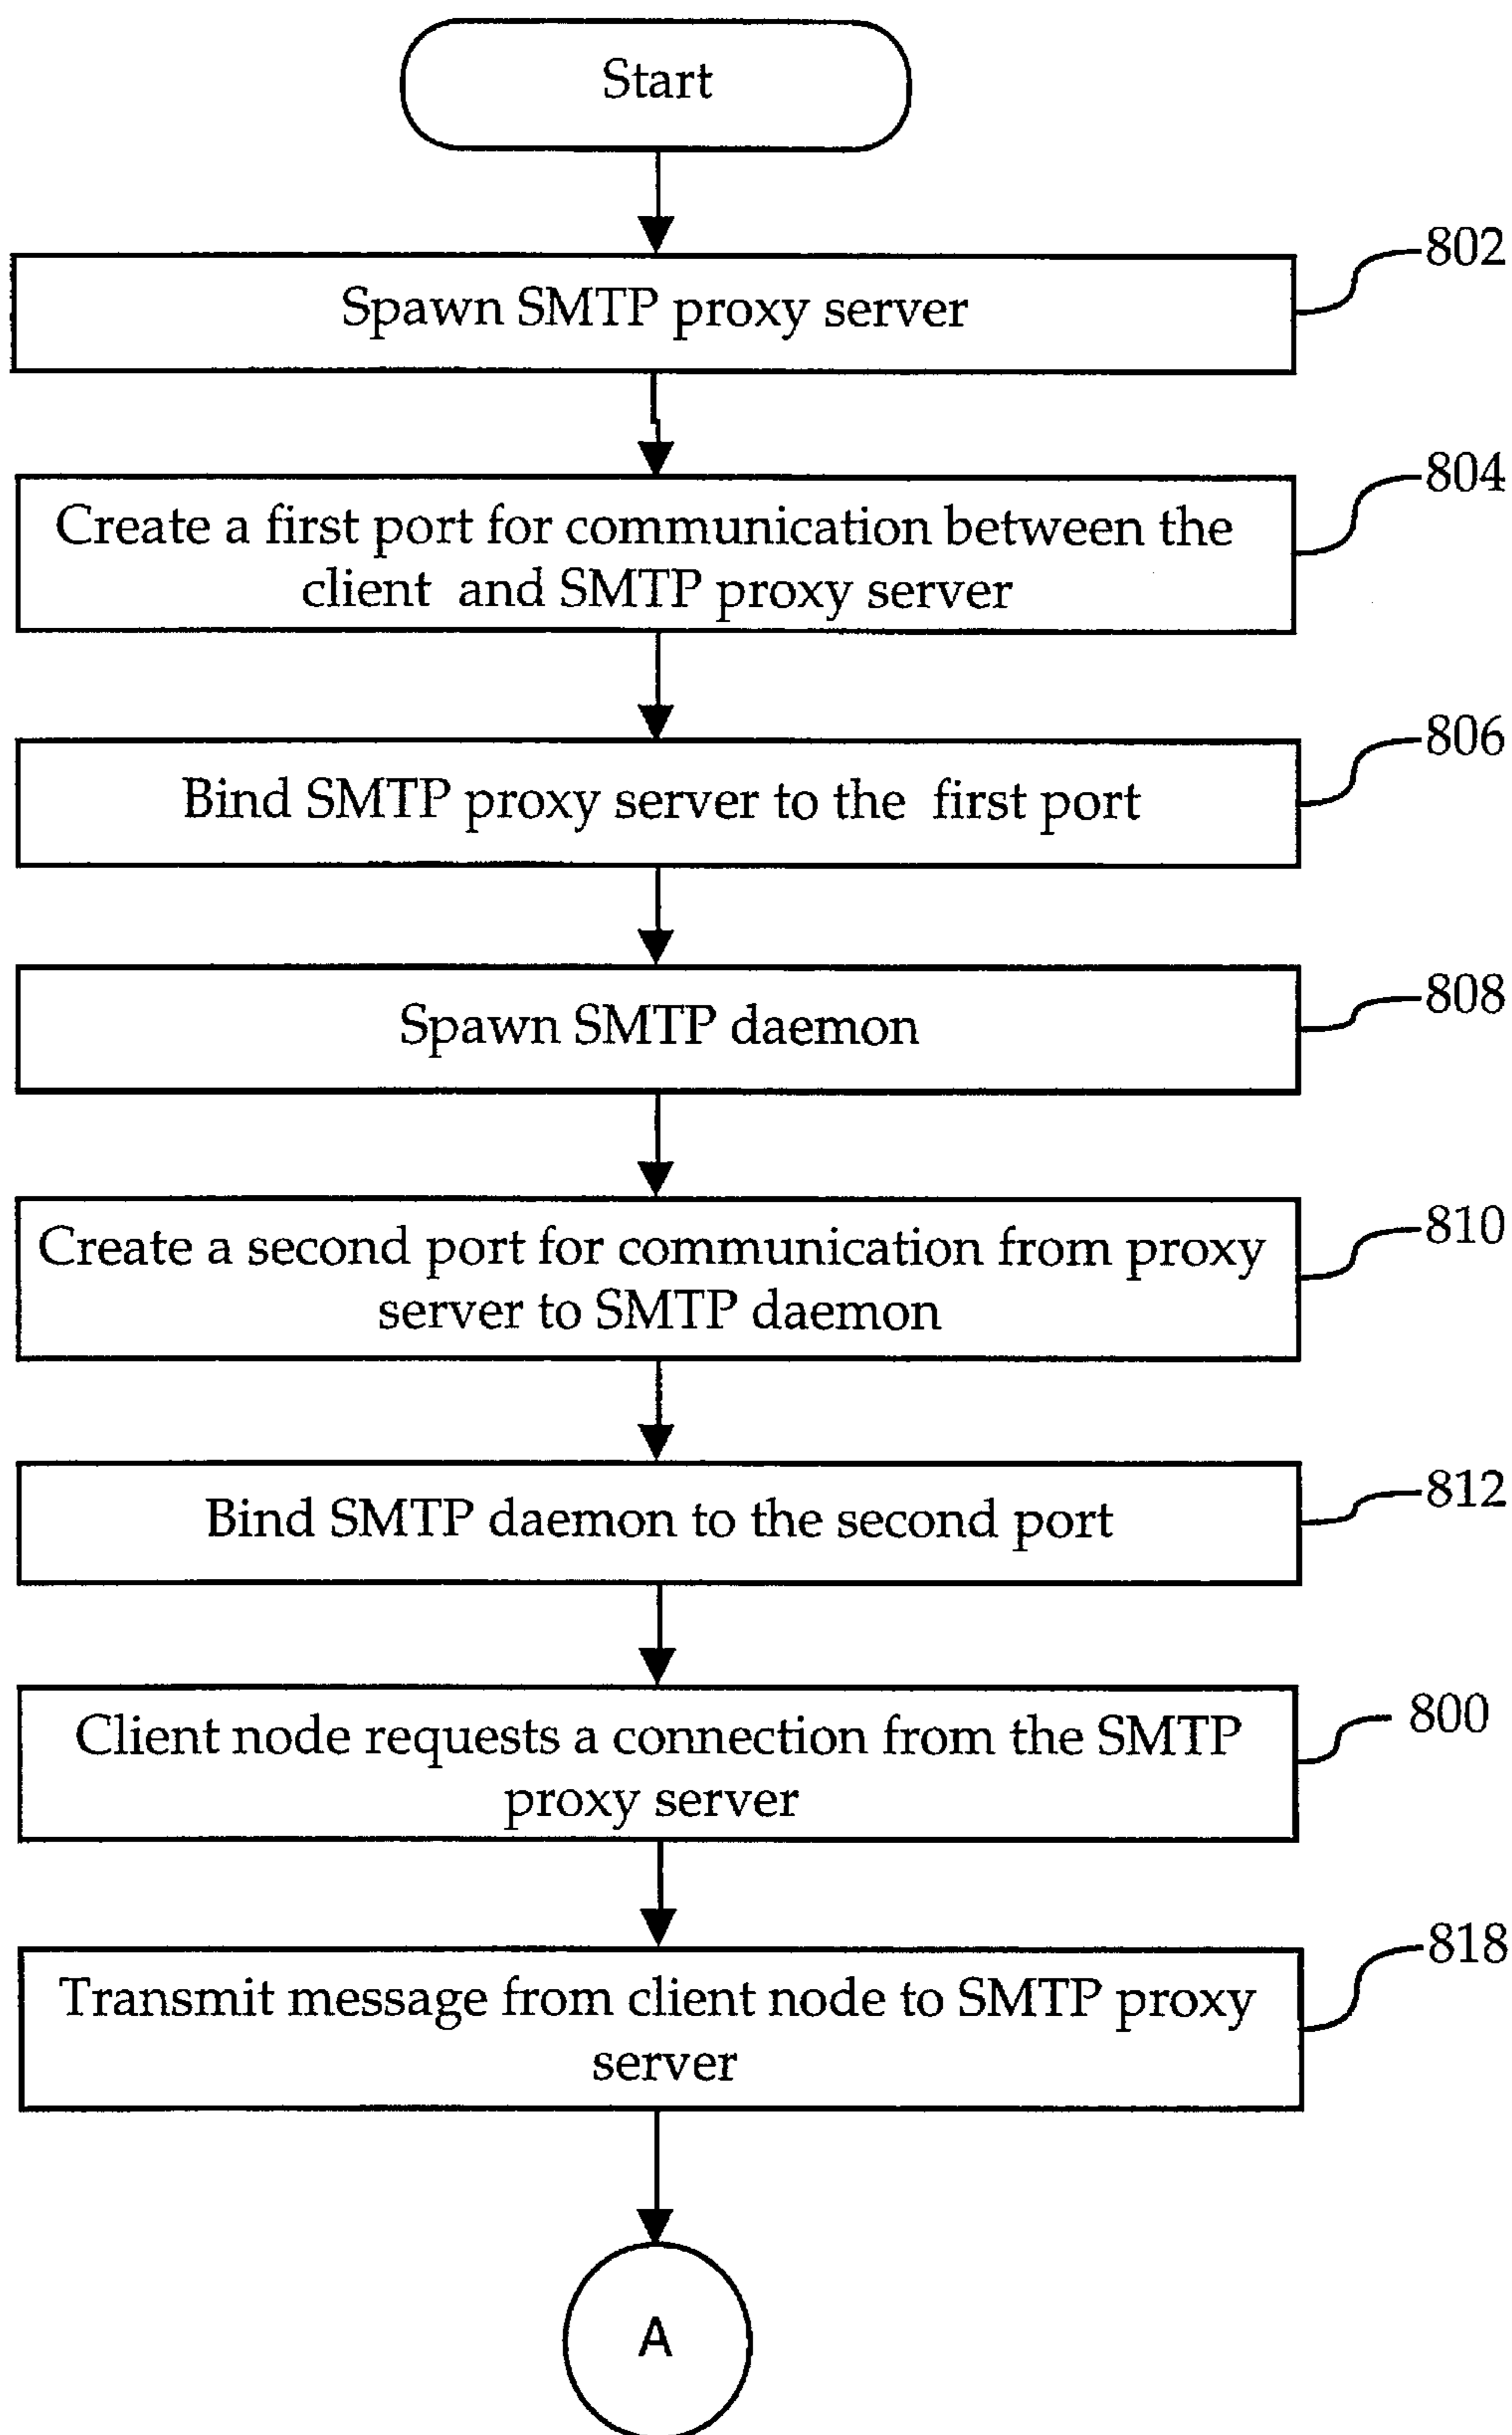 Start
802
Spawn SMTP proxy server
804
Create a first port for communication between the
client and SMTP proxy server
806
Bind SMTP proxy server to the first port
808
Spawn SMTP daemon
810
Create a second port for communication from proxy
server to SMTP daemon
812
Bind SMTP daemon to the second port
800
Client node requests a connection from the SMTP
proxy server
818
Transmit message from client node to SMTP proxy
server
A